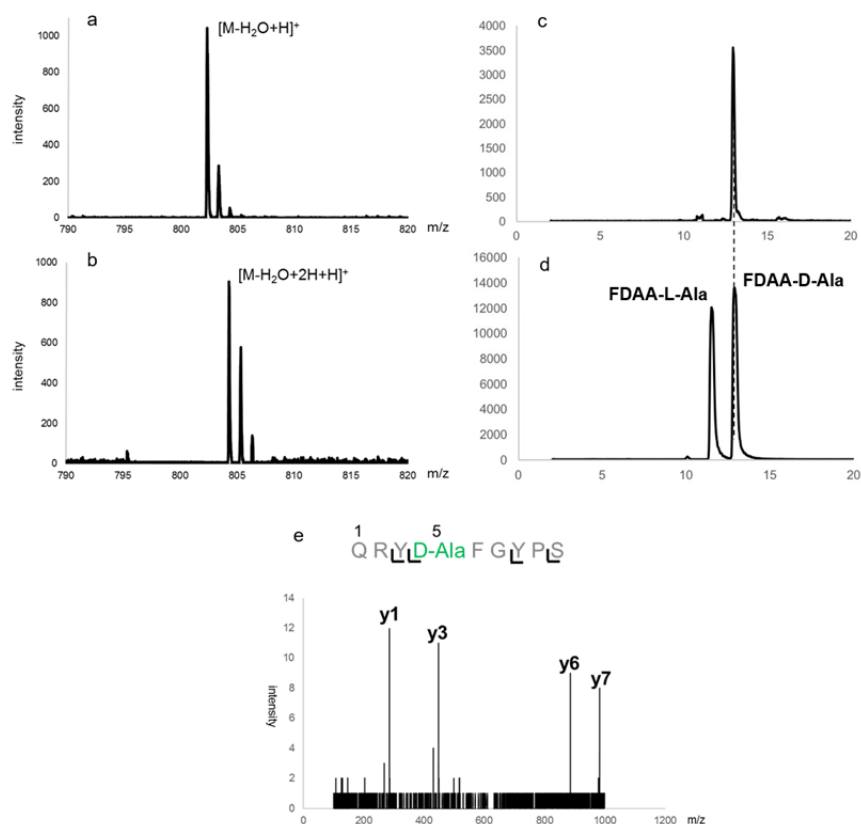 a
[M-H₂O+H]⁺
intensity
1000
800
600
400
200
0
790 795 800 805 810 815 820 m/z
b
[M-H₂O+2H+H]⁺
intensity
1000
800
600
400
200
0
790 795 800 805 810 815 820 m/z
c
4000
3500
3000
2500
2000
1500
1000
500
0
0 5 10 15 20
d
16000
14000
12000
10000
8000
6000
4000
2000
0
FDAA-L-Ala
FDAA-D-Ala
0 5 10 15 20
e
1 5
Q R Y D-Ala F G Y P S
intensity
14
12
10
8
6
4
2
0
y1
y3
y6
y7
0 200 400 600 800 1000 1200
m/z